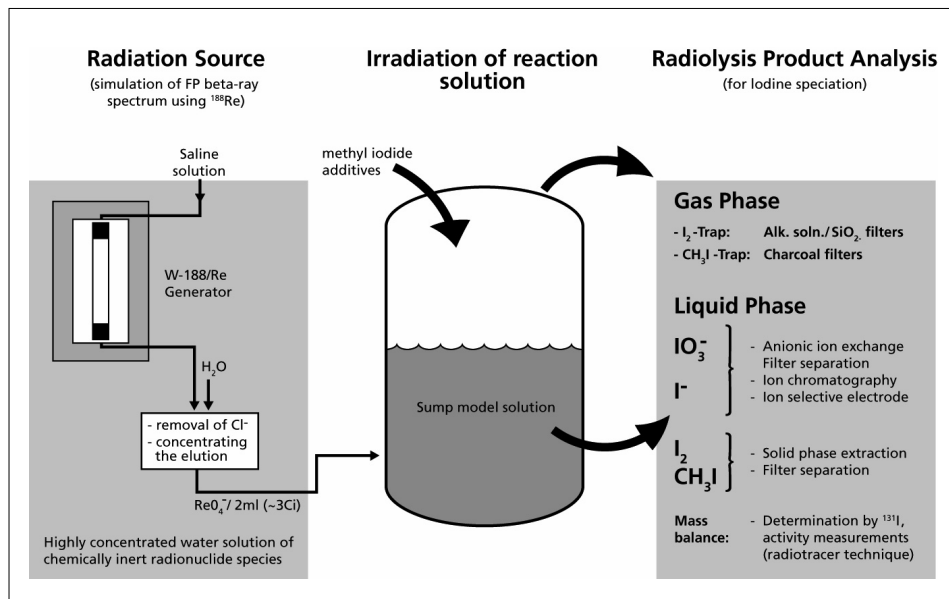 Radiation Source
(simulation of FP beta-ray
spectrum using ¹⁸⁸Re)
Saline
solution
W-188/Re
Generator
H₂O
- removal of Cl⁻
- concentrating
the elution
Re0₄⁻/ 2ml (~3Ci)
Highly concentrated water solution of
chemically inert radionuclide species
Irradiation of reaction
solution
methyl iodide
additives
Sump model solution
Radiolysis Product Analysis
(for Iodine speciation)
Gas Phase
- I₂-Trap: Alk. soln./SiO₂- filters
- CH₃I -Trap: Charcoal filters
Liquid Phase
IO₃⁻
I⁻
- Anionic ion exchange
Filter separation
- Ion chromatography
- Ion selective electrode
I₂
CH₃I
- Solid phase extraction
- Filter separation
Mass - Determination by ¹³¹I,
balance: activity measurements
(radiotracer technique)